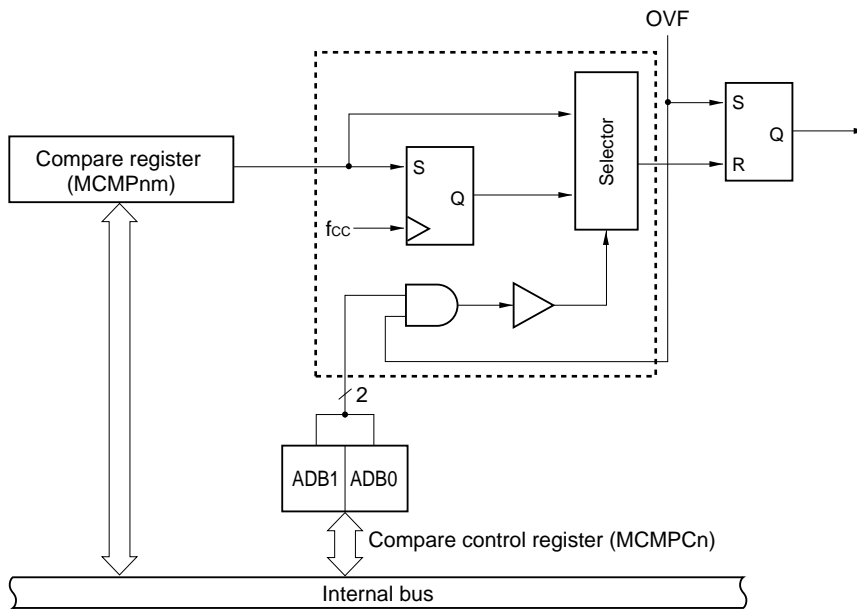 OVF
S
Q
R
Selector
Compare register
(MCMPnm)
S
Q
fCC
2
ADB1
ADB0
Compare control register (MCMPCn)
Internal bus